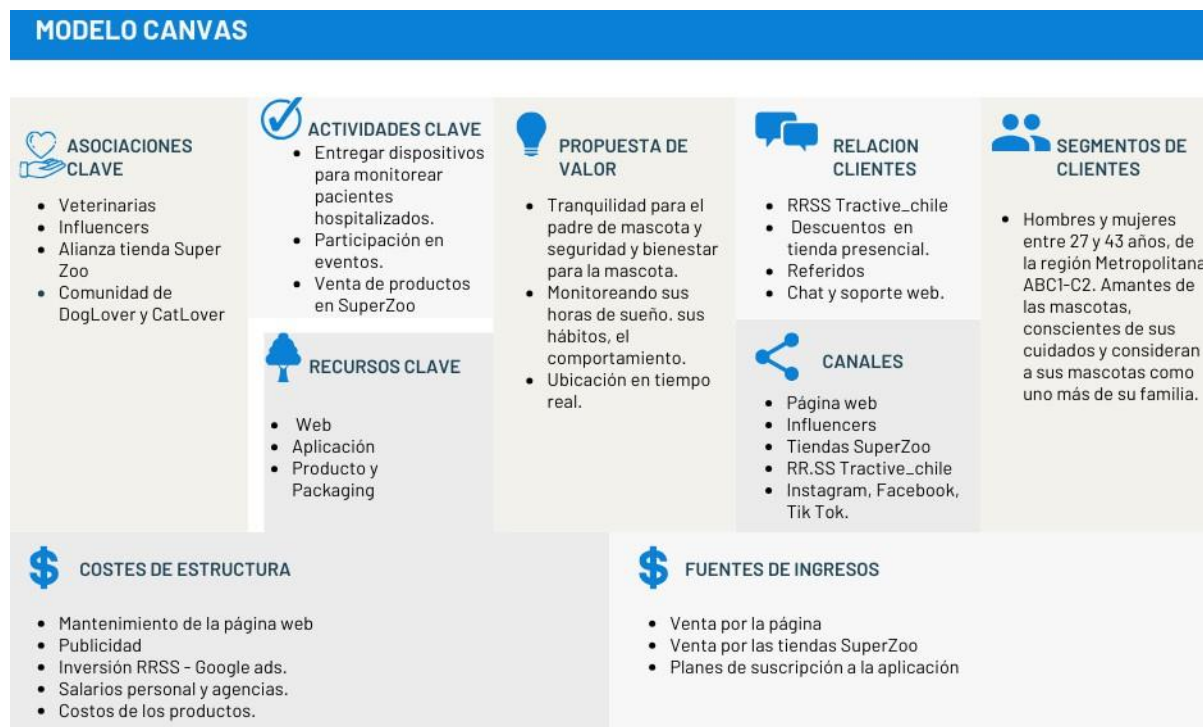 MODELO CANVAS
ASOCIACIONES
CLAVE
• Veterinarias
• Influencers
• Alianza tienda Super
Zoo
• Comunidad de
DogLover y CatLover
ACTIVIDADES CLAVE
• Entregar dispositivos
para monitorear
pacientes
hospitalizados.
• Participación en
eventos.
• Venta de productos
en SuperZoo
RECURSOS CLAVE
• Web
• Aplicación
• Producto y
Packaging
PROPUESTA DE
VALOR
• Tranquilidad para el
padre de mascota y
seguridad y bienestar
para la mascota.
• Monitoreando sus
horas de sueño. sus
hábitos, el
comportamiento.
• Ubicación en tiempo
real.
RELACION
CLIENTES
• RRSS Tractive_chile
• Descuentos en
tienda presencial.
• Referidos
• Chat y soporte web.
CANALES
• Página web
• Influencers
• Tiendas SuperZoo
• RR.SS Tractive_chile
• Instagram, Facebook,
Tik Tok.
SEGMENTOS DE
CLIENTES
• Hombres y mujeres
entre 27 y 43 años, de
la región Metropolitana
ABC1-C2. Amantes de
las mascotas,
conscientes de sus
cuidados y consideran
a sus mascotas como
uno más de su familia.
COSTES DE ESTRUCTURA
• Mantenimiento de la página web
• Publicidad
• Inversión RRSS - Google ads.
• Salarios personal y agencias.
• Costos de los productos.
FUENTES DE INGRESOS
• Venta por la página
• Venta por las tiendas SuperZoo
• Planes de suscripción a la aplicación